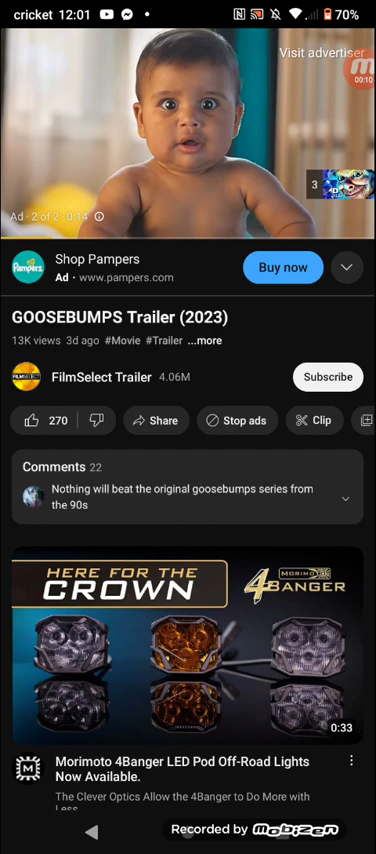 cricket 12:01
70%
Visit advertiser
00:10
3
Ad · 2 of 2 · 0:14
Pampers
Shop Pampers
Ad · www.pampers.com
Buy now
GOOSEBUMPS Trailer (2023)
13K views 3d ago #Movie #Trailer ...more
FILMSELECT
FilmSelect Trailer 4.06M
Subscribe
270
Share
Stop ads
Clip
Comments 22
Nothing will beat the original goosebumps series from
the 90s
HERE FOR THE
CROWN
MORIMOTO
4BANGER
0:33
Morimoto 4Banger LED Pod Off-Road Lights
Now Available.
The Clever Optics Allow the 4Banger to Do More with
Less
Recorded by mobizen